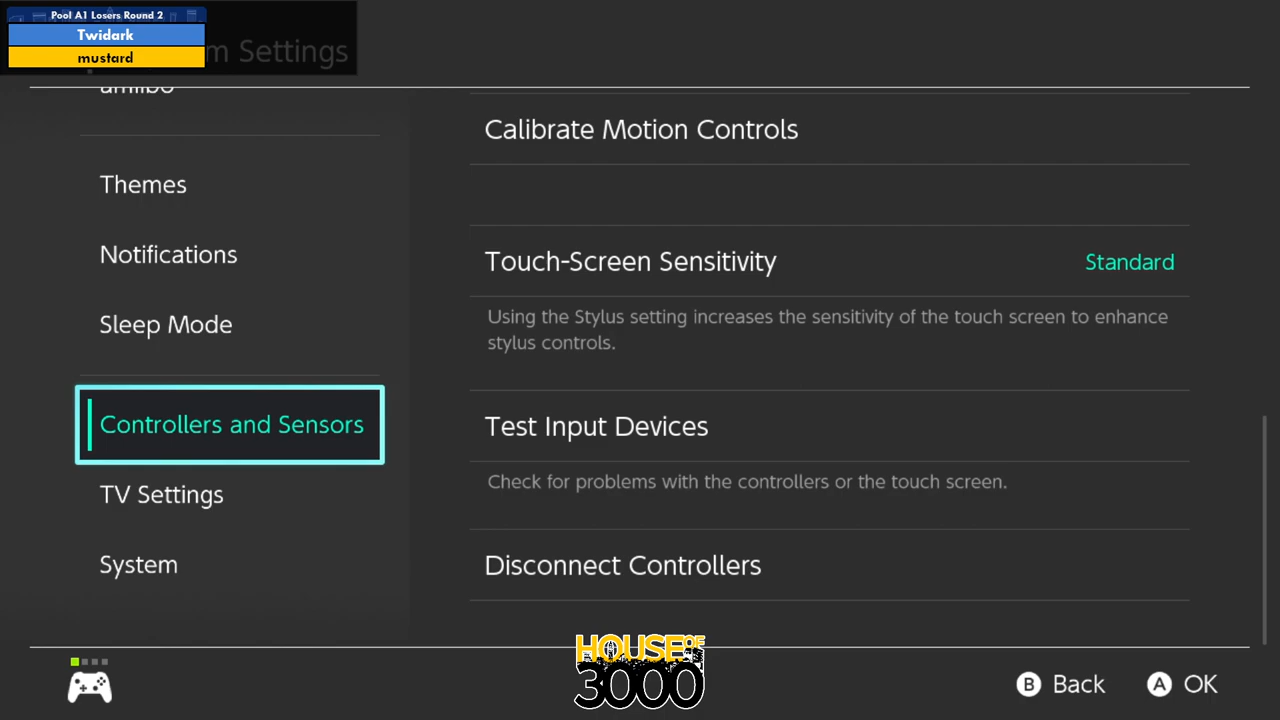 Pool A1 Losers Round 2
Twidark
mustard
m Settings
amiibo
Themes
Notifications
Sleep Mode
Controllers and Sensors
TV Settings
System
Calibrate Motion Controls
Touch-Screen Sensitivity Standard
Using the Stylus setting increases the sensitivity of the touch screen to enhance
stylus controls.
Test Input Devices
Check for problems with the controllers or the touch screen.
Disconnect Controllers
HOUSE OF
3000
B Back A OK